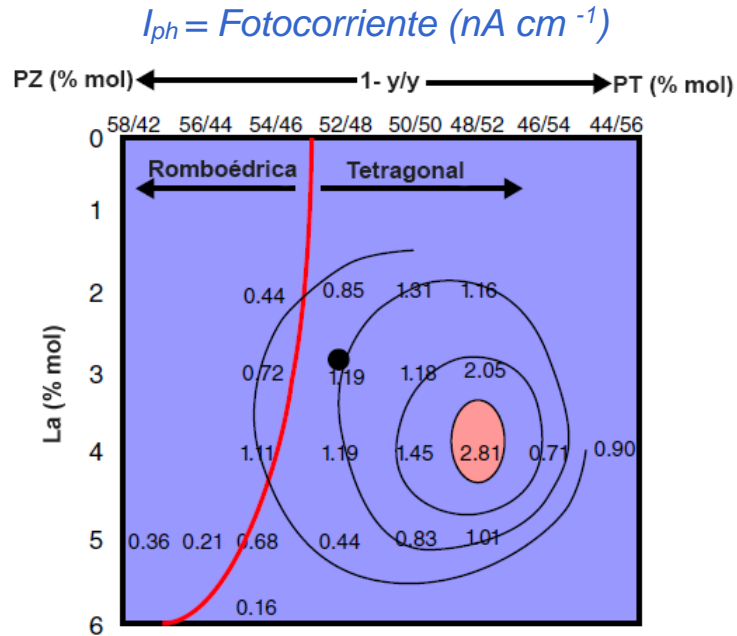 Iph = Fotocorriente (nA cm -1)
PZ (% mol) 1- y/y PT (% mol)
58/42 56/44 54/46 52/48 50/50 48/52 46/54 44/56
0
Romboédrica Tetragonal
1
2 0.44 0.85 1.31 1.16
3 0.72 1.19 1.18 2.05
La (% mol)
4 1.11 1.19 1.45 2.81 0.71 0.90
5 0.36 0.21 0.68 0.44 0.83 1.01
0.16
6